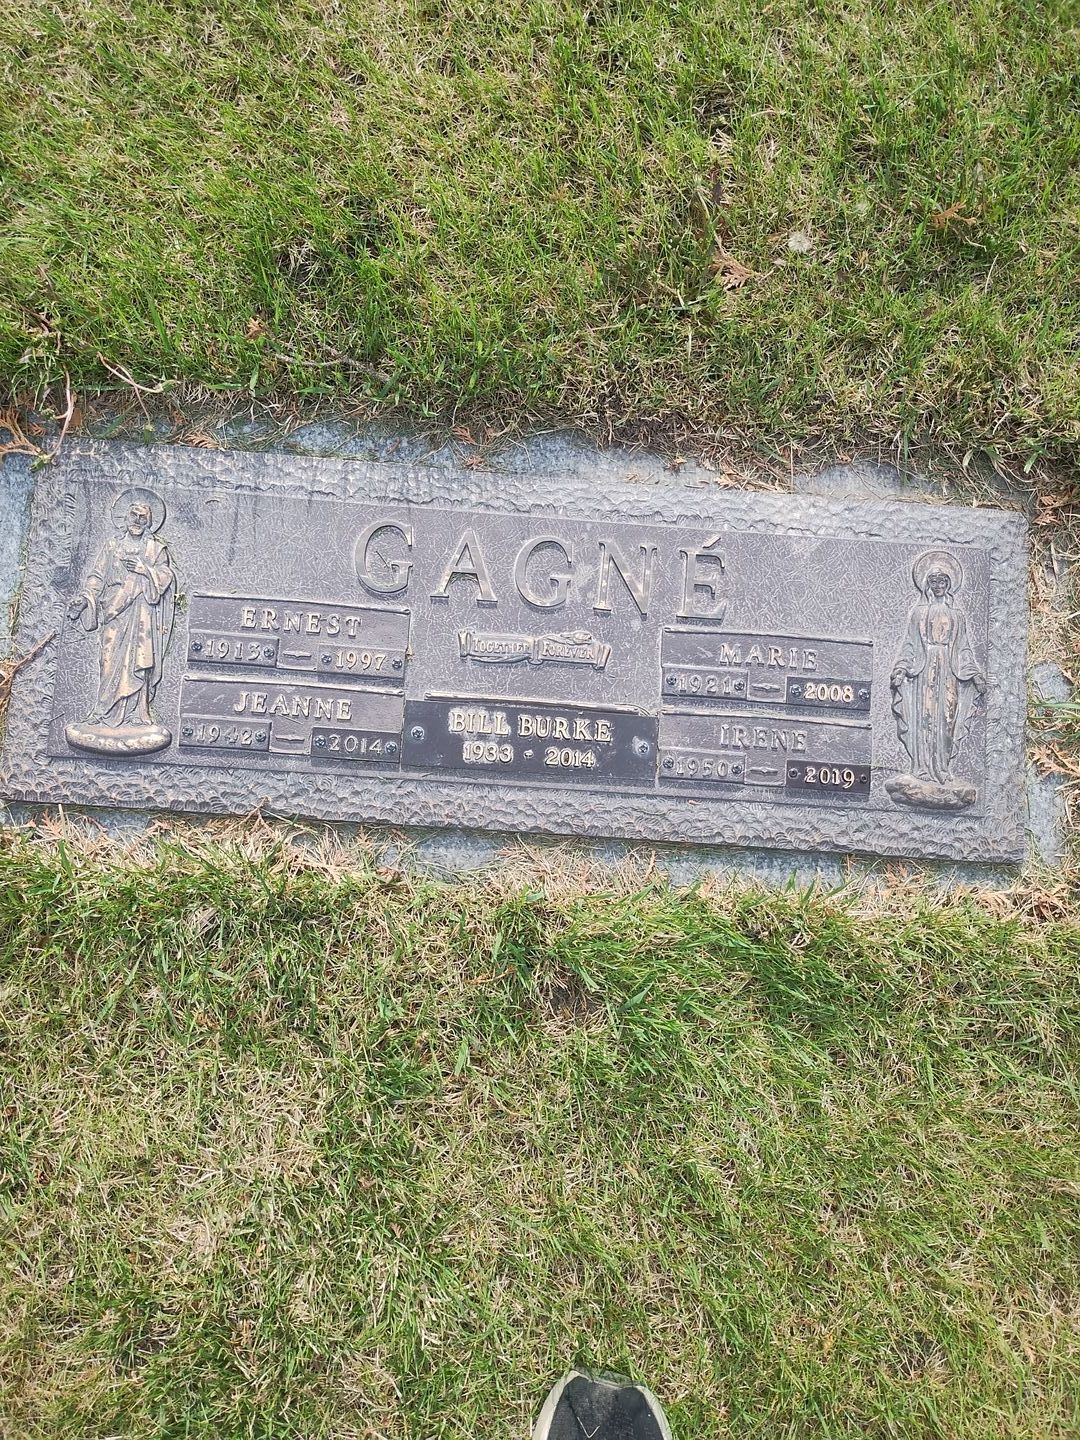 GAGNÉ
TOGETHER FOREVER
ERNEST
1913 - 1997
MARIE
1921 - 2008
JEANNE
1942 - 2014
BILL BURKE
1933 - 2014
IRENE
1950 - 2019